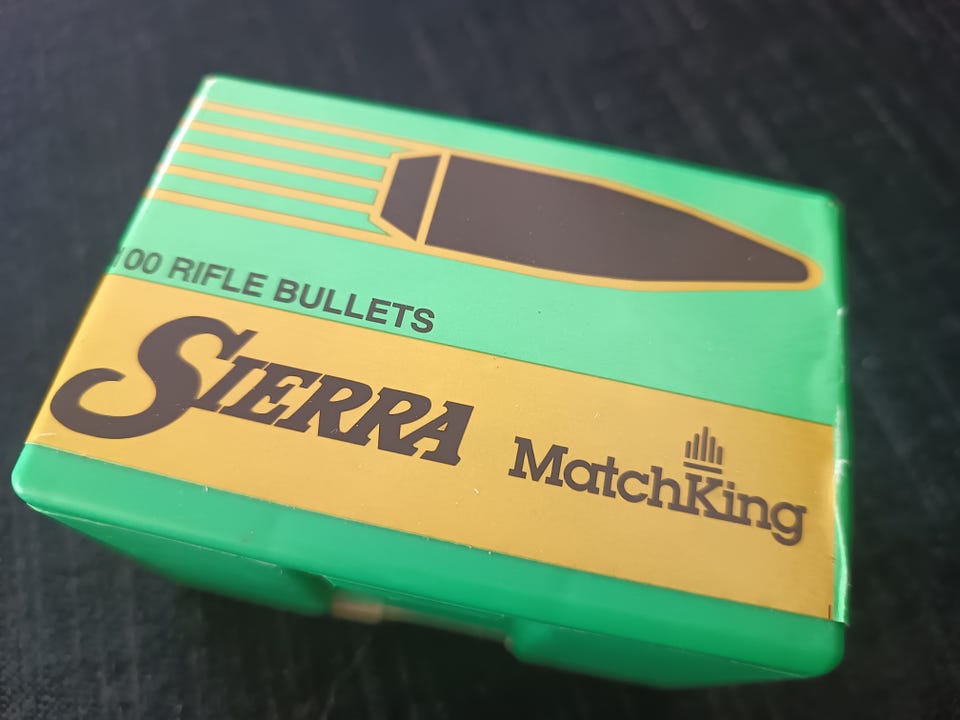 100 RIFLE BULLETS
SIERRA
MatchKing